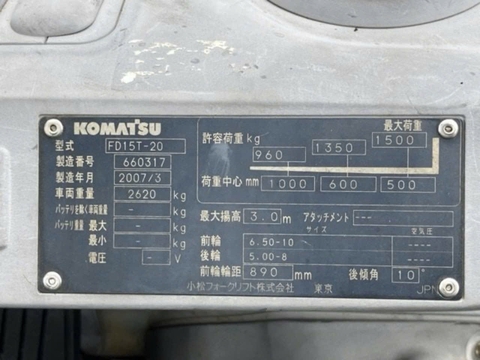 KOMATSU
型式 FD15T-20
製造番号 660317
製造年月 2007/3
車両重量 2620 kg
バッテリを除く車両重量 - kg
バッテリ重量 最大 - kg
最小 - kg
電圧 - V
最大荷重
許容荷重 kg 960 1350 1500
荷重中心 mm 1000 600 500
最大揚高 3.0 m アタッチメント ---
サイズ 空気圧
前輪 6.50-10
後輪 5.00-8
前輪輪距 890 mm 後傾角 10°
小松フォークリフト株式会社 東京 JPN